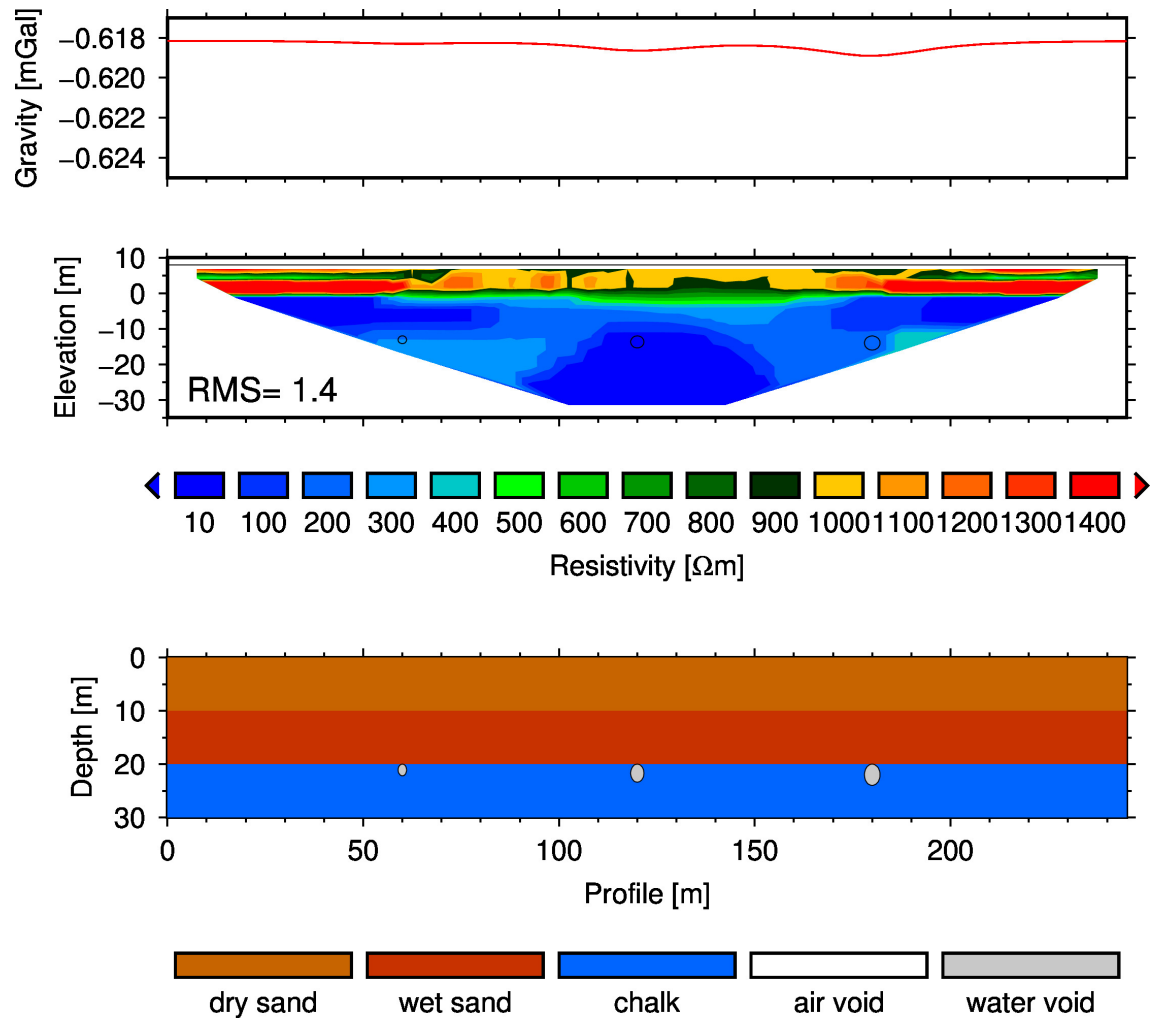 Gravity [mGal]
−0.618
−0.620
−0.622
−0.624
Elevation [m]
10
0
−10
−20
−30
RMS= 1.4
10 100 200 300 400 500 600 700 800 900 1000 1100 1200 1300 1400
Resistivity [Ωm]
Depth [m]
0
10
20
30
0 50 100 150 200
Profile [m]
dry sand wet sand chalk air void water void